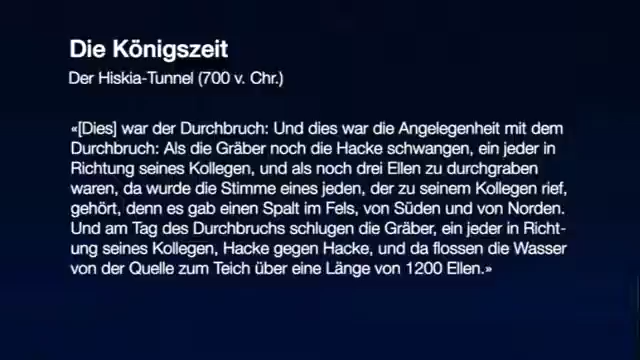 Die Königszeit
Der Hiskia-Tunnel (700 v. Chr.)
«[Dies] war der Durchbruch: Und dies war die Angelegenheit mit dem
Durchbruch: Als die Gräber noch die Hacke schwangen, ein jeder in
Richtung seines Kollegen, und als noch drei Ellen zu durchgraben
waren, da wurde die Stimme eines jeden, der zu seinem Kollegen rief,
gehört, denn es gab einen Spalt im Fels, von Süden und von Norden.
Und am Tag des Durchbruchs schlugen die Gräber, ein jeder in Richt-
ung seines Kollegen, Hacke gegen Hacke, und da flossen die Wasser
von der Quelle zum Teich über eine Länge von 1200 Ellen.»